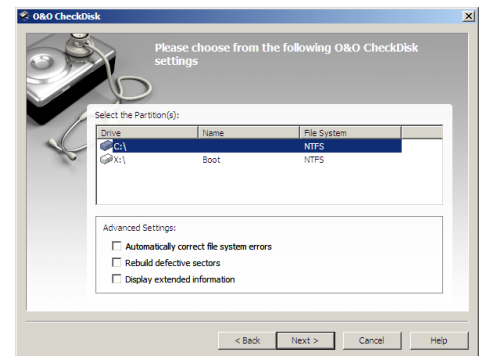 O&O CheckDisk
Please choose from the following O&O CheckDisk
settings
Select the Partition(s):
Drive Name File System
C:\ NTFS
X:\ Boot NTFS
Advanced Settings:
Automatically correct file system errors
Rebuild defective sectors
Display extended information
< Back Next > Cancel Help